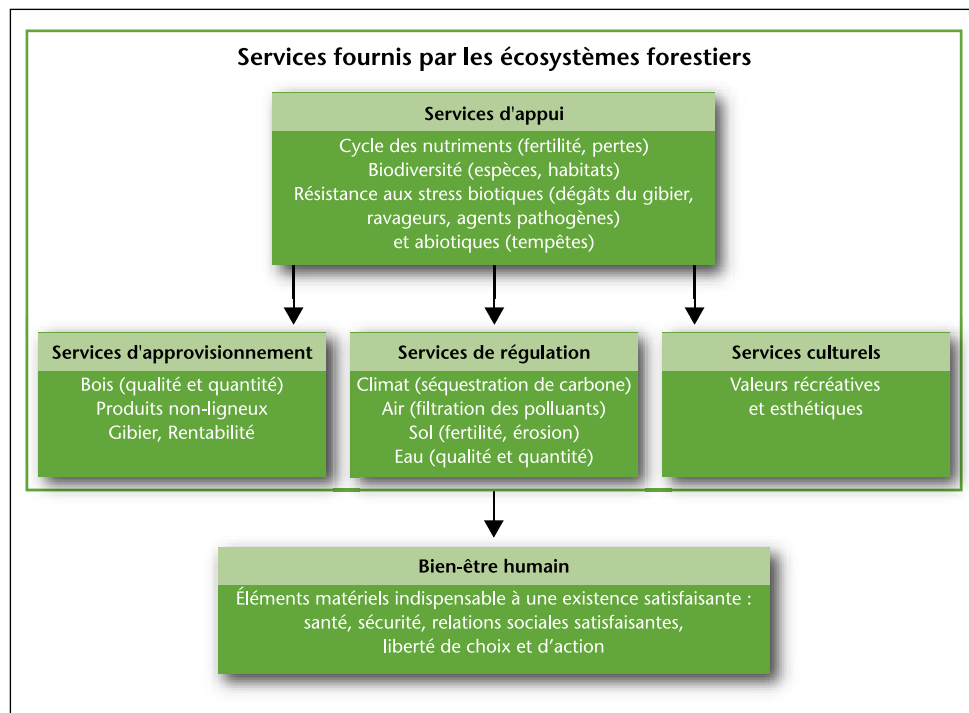 Services fournis par les écosystèmes forestiers
Services d'appui
Cycle des nutriments (fertilité, pertes)
Biodiversité (espèces, habitats)
Résistance aux stress biotiques (dégâts du gibier,
ravageurs, agents pathogènes)
et abiotiques (tempêtes)
Services d'approvisionnement
Bois (qualité et quantité)
Produits non-ligneux
Gibier, Rentabilité
Services de régulation
Climat (séquestration de carbone)
Air (filtration des polluants)
Sol (fertilité, érosion)
Eau (qualité et quantité)
Services culturels
Valeurs récréatives
et esthétiques
Bien-être humain
Éléments matériels indispensable à une existence satisfaisante :
santé, sécurité, relations sociales satisfaisantes,
liberté de choix et d’action